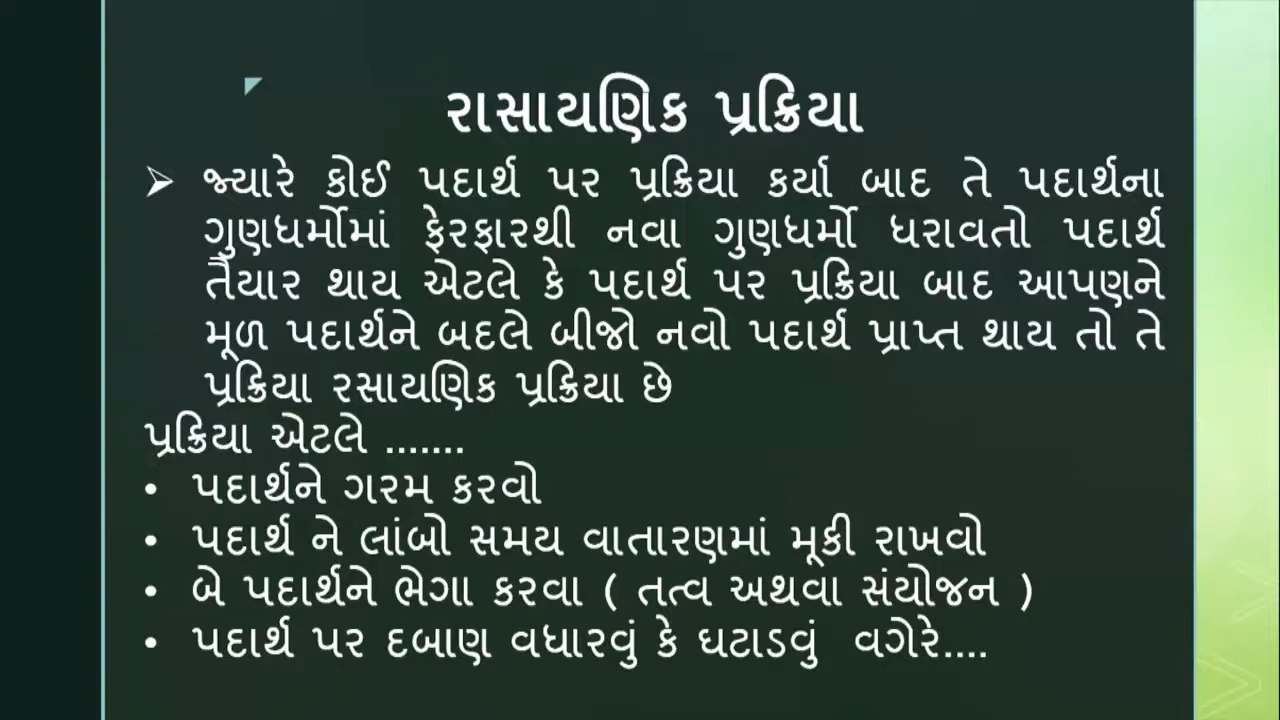 રાસાયણિક પ્રક્રિયા
➢ જ્યારે કોઈ પદાર્થ પર પ્રક્રિયા કર્યા બાદ તે પદાર્થના
ગુણધર્મોમાં ફેરફારથી નવા ગુણધર્મો ધરાવતો પદાર્થ
તૈયાર થાય એટલે કે પદાર્થ પર પ્રક્રિયા બાદ આપણને
મૂળ પદાર્થને બદલે બીજો નવો પદાર્થ પ્રાપ્ત થાય તો તે
પ્રક્રિયા રસાયણિક પ્રક્રિયા છે
પ્રક્રિયા એટલે .......
• પદાર્થને ગરમ કરવો
• પદાર્થ ને લાંબો સમય વાતારણમાં મૂકી રાખવો
• બે પદાર્થને ભેગા કરવા ( તત્વ અથવા સંયોજન )
• પદાર્થ પર દબાણ વધારવું કે ઘટાડવું વગેરે....